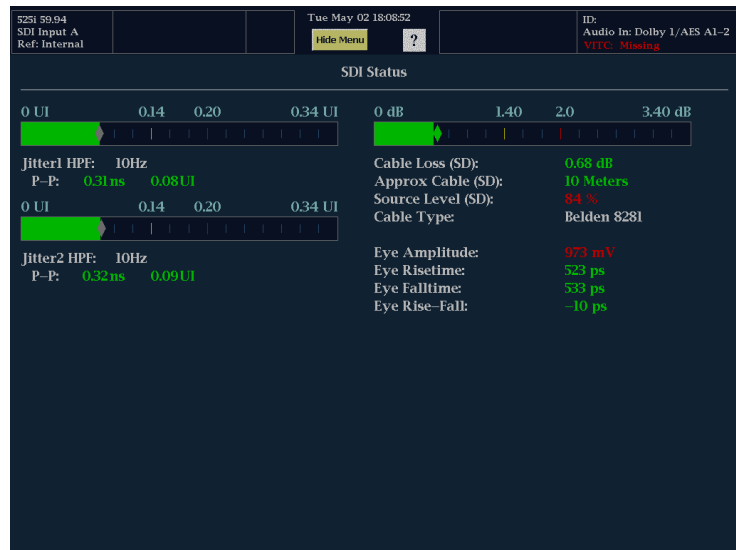 525i 59.94
SDI Input A
Ref: Internal
Tue May 02 18:08:52
Hide Menu
?
ID:
Audio In: Dolby 1/AES A1–2
VITC: Missing
SDI Status
0 UI 0.14 0.20 0.34 UI
Jitter1 HPF: 10Hz
P–P: 0.31ns 0.08UI
0 UI 0.14 0.20 0.34 UI
Jitter2 HPF: 10Hz
P–P: 0.32ns 0.09UI
0 dB 1.40 2.0 3.40 dB
Cable Loss (SD): 0.68 dB
Approx Cable (SD): 10 Meters
Source Level (SD): 84 %
Cable Type: Belden 8281
Eye Amplitude: 973 mV
Eye Risetime: 523 ps
Eye Falltime: 533 ps
Eye Rise–Fall: –10 ps